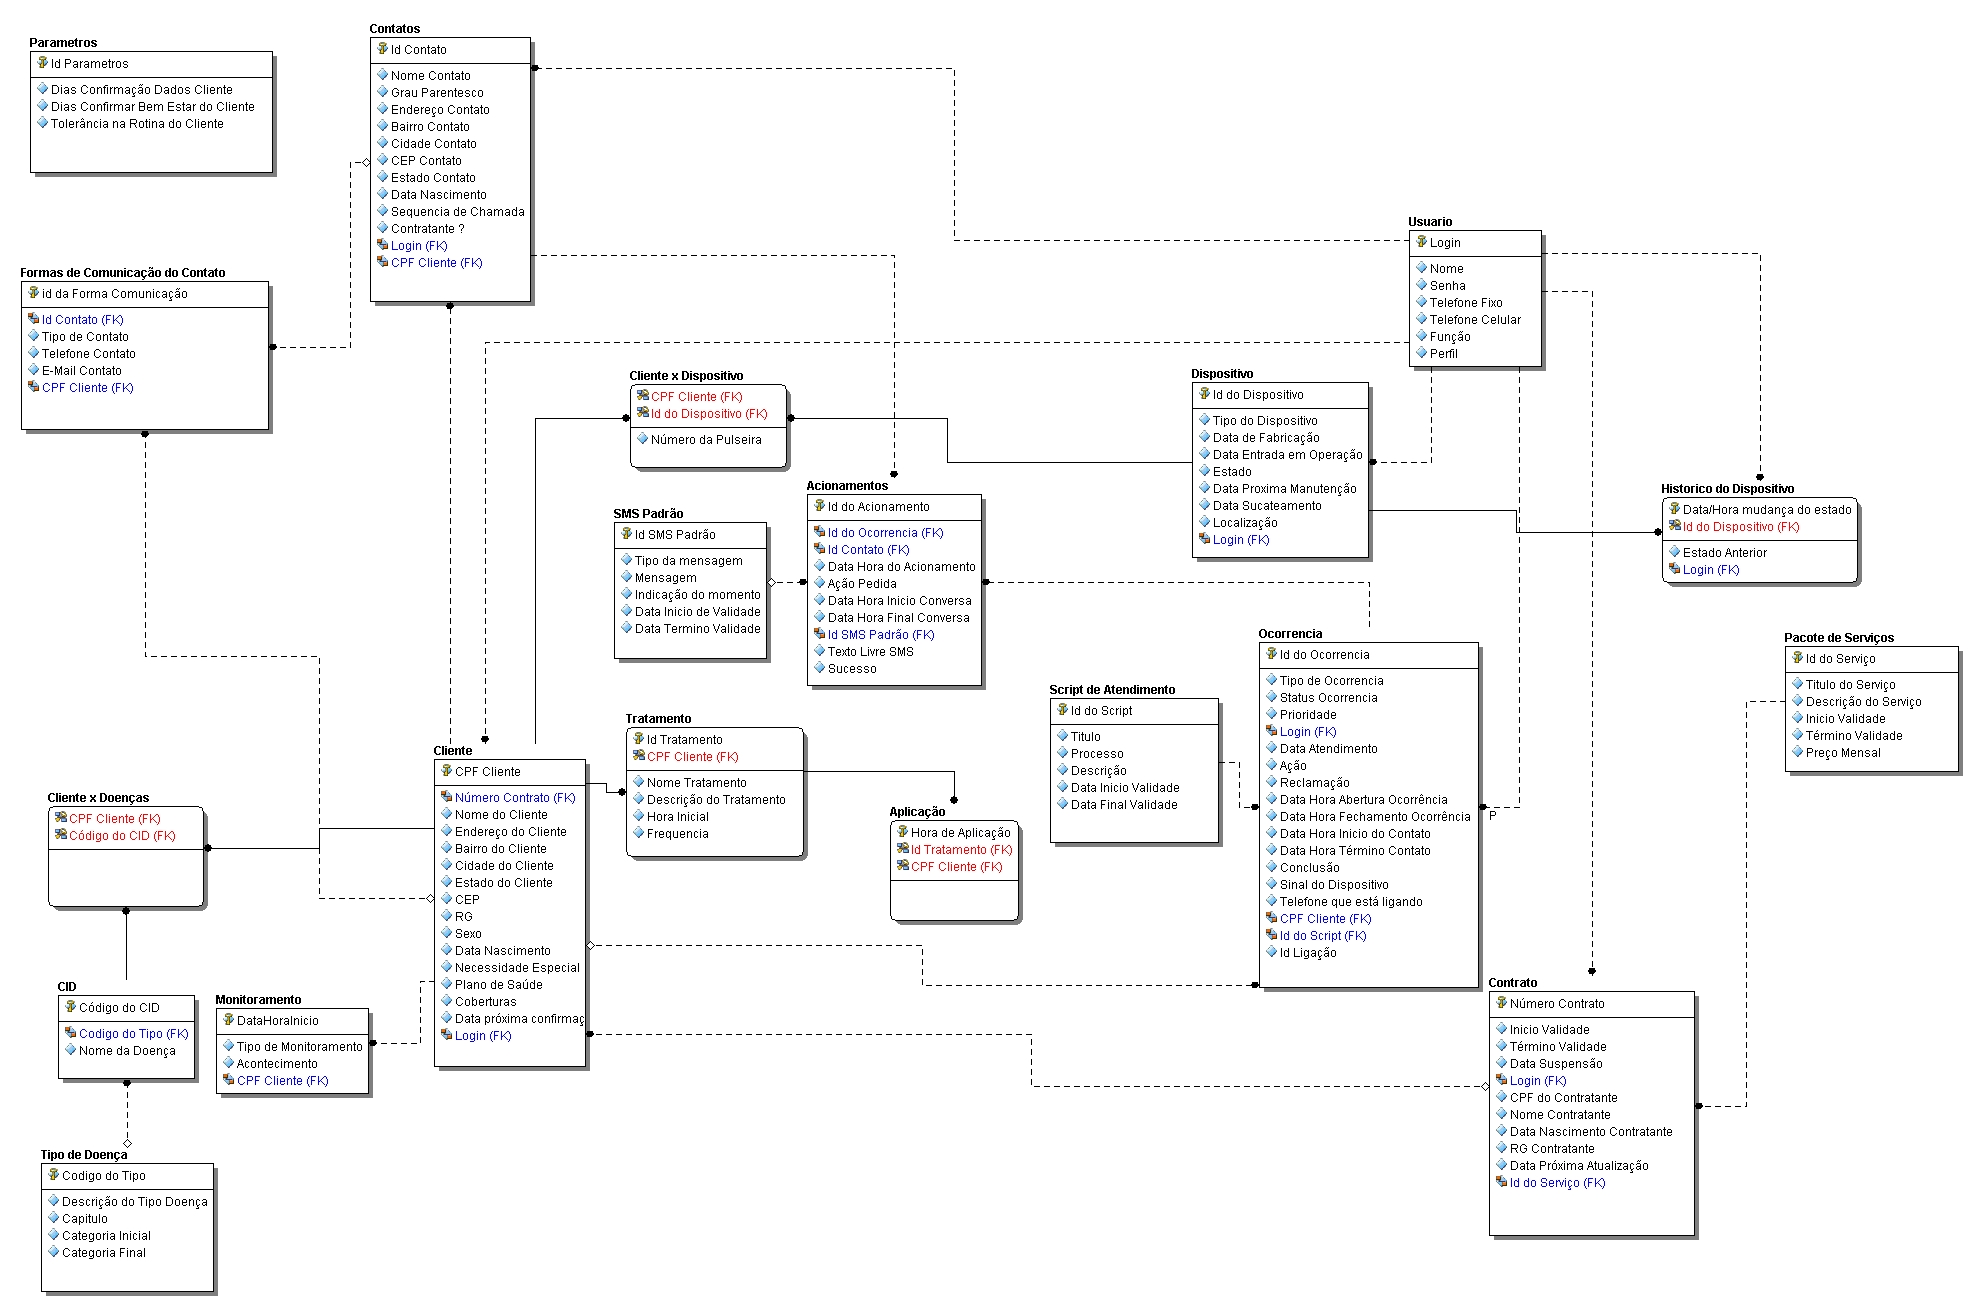 Parametros
Id Parametros
Dias Confirmação Dados Cliente
Dias Confirmar Bem Estar do Cliente
Tolerância na Rotina do Cliente
Contatos
Id Contato
Nome Contato
Grau Parentesco
Endereço Contato
Bairro Contato
Cidade Contato
CEP Contato
Estado Contato
Data Nascimento
Sequencia de Chamada
Contratante ?
Login (FK)
CPF Cliente (FK)
Formas de Comunicação do Contato
id da Forma Comunicação
Id Contato (FK)
Tipo de Contato
Telefone Contato
E-Mail Contato
CPF Cliente (FK)
Usuario
Login
Nome
Senha
Telefone Fixo
Telefone Celular
Função
Perfil
Cliente x Dispositivo
CPF Cliente (FK)
Id do Dispositivo (FK)
Número da Pulseira
Dispositivo
Id do Dispositivo
Tipo do Dispositivo
Data de Fabricação
Data Entrada em Operação
Estado
Data Proxima Manutenção
Data Sucateamento
Localização
Login (FK)
Historico do Dispositivo
Data/Hora mudança do estado
Id do Dispositivo (FK)
Estado Anterior
Login (FK)
SMS Padrão
Id SMS Padrão
Tipo da mensagem
Mensagem
Indicação do momento
Data Inicio de Validade
Data Termino Validade
Acionamentos
Id do Acionamento
Id do Ocorrencia (FK)
Id Contato (FK)
Data Hora do Acionamento
Ação Pedida
Data Hora Inicio Conversa
Data Hora Final Conversa
Id SMS Padrão (FK)
Texto Livre SMS
Sucesso
Ocorrencia
Id do Ocorrencia
Tipo de Ocorrencia
Status Ocorrencia
Prioridade
Login (FK)
Data Atendimento
Ação
Reclamação
Data Hora Abertura Ocorrência
Data Hora Fechamento Ocorrência
Data Hora Inicio do Contato
Data Hora Término Contato
Conclusão
Sinal do Dispositivo
Telefone que está ligando
CPF Cliente (FK)
Id do Script (FK)
Id Ligação
P
Pacote de Serviços
Id do Serviço
Titulo do Serviço
Descrição do Serviço
Inicio Validade
Término Validade
Preço Mensal
Script de Atendimento
Id do Script
Titulo
Processo
Descrição
Data Inicio Validade
Data Final Validade
Tratamento
Id Tratamento
CPF Cliente (FK)
Nome Tratamento
Descrição do Tratamento
Hora Inicial
Frequencia
Aplicação
Hora de Aplicação
Id Tratamento (FK)
CPF Cliente (FK)
Cliente
CPF Cliente
Número Contrato (FK)
Nome do Cliente
Endereço do Cliente
Bairro do Cliente
Cidade do Cliente
Estado do Cliente
CEP
RG
Sexo
Data Nascimento
Necessidade Especial
Plano de Saúde
Coberturas
Data próxima confirmaç
Login (FK)
Cliente x Doenças
CPF Cliente (FK)
Código do CID (FK)
CID
Código do CID
Codigo do Tipo (FK)
Nome da Doença
Monitoramento
DataHoraInicio
Tipo de Monitoramento
Acontecimento
CPF Cliente (FK)
Tipo de Doença
Codigo do Tipo
Descrição do Tipo Doença
Capitulo
Categoria Inicial
Categoria Final
Contrato
Número Contrato
Inicio Validade
Término Validade
Data Suspensão
Login (FK)
CPF do Contratante
Nome Contratante
Data Nascimento Contratante
RG Contratante
Data Próxima Atualização
Id do Serviço (FK)